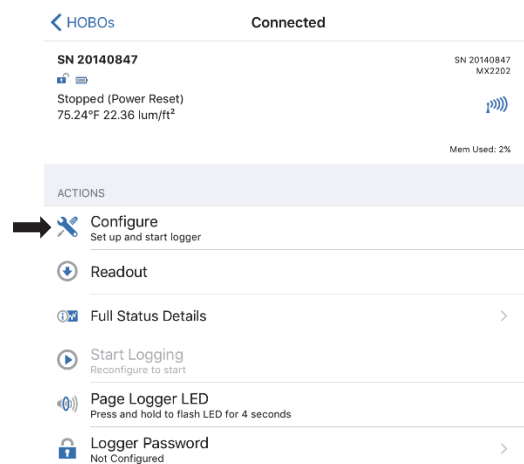 HOBOs Connected
SN 20140847
SN 20140847
MX2202
Stopped (Power Reset)
75.24°F 22.36 lum/ft²
Mem Used: 2%
ACTIONS
Configure
Set up and start logger
Readout
Full Status Details
Start Logging
Reconfigure to start
Page Logger LED
Press and hold to flash LED for 4 seconds
Logger Password
Not Configured